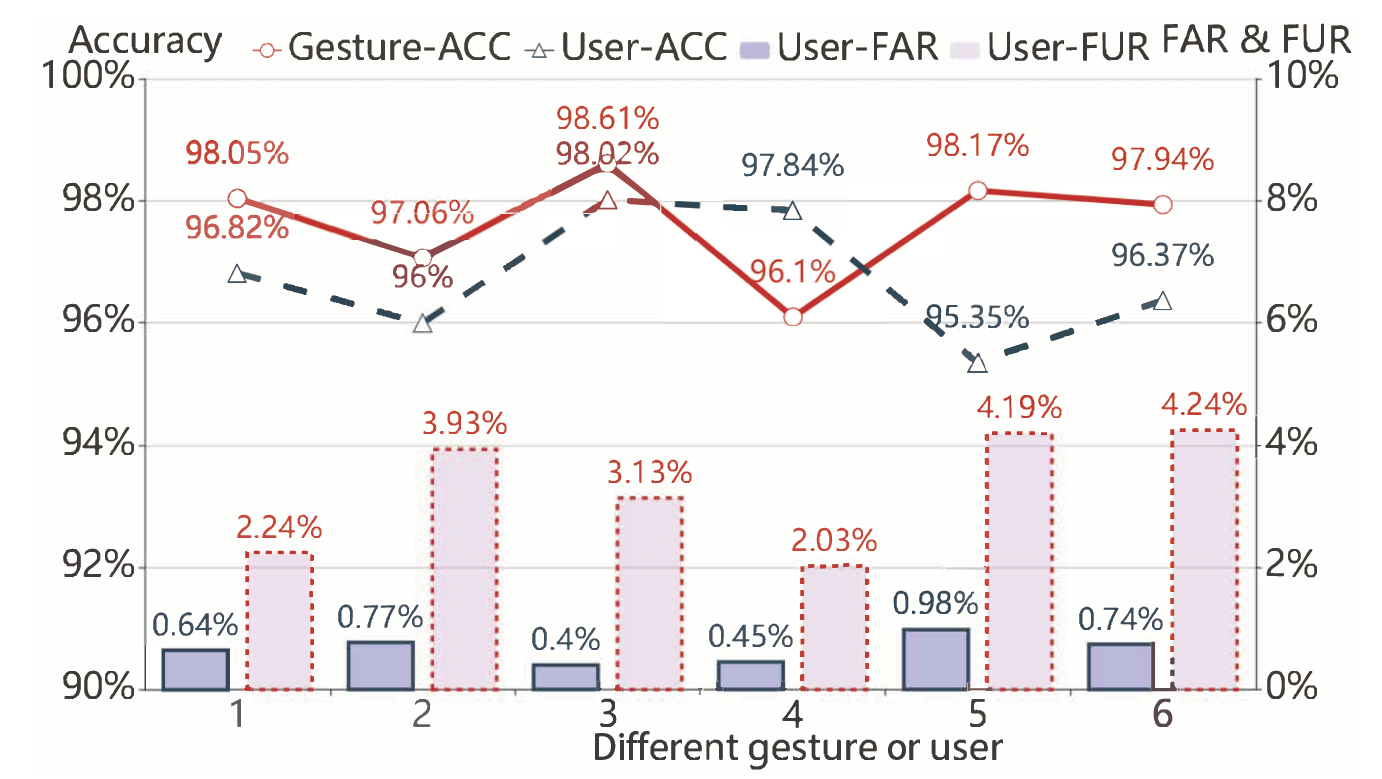 Accuracy Gesture-ACC User-ACC User-FAR User-FUR FAR & FUR
100% 10%
98.61%
98.05% 98.02% 97.84% 98.17% 97.94%
98% 8%
96.82% 97.06%
96% 96.1% 96.37%
96% 95.35% 6%
94% 3.93% 4.19% 4.24% 4%
3.13%
2.24% 2.03%
92% 2%
0.64% 0.77% 0.4% 0.45% 0.98% 0.74%
90% 0%
1 2 3 4 5 6
Different gesture or user